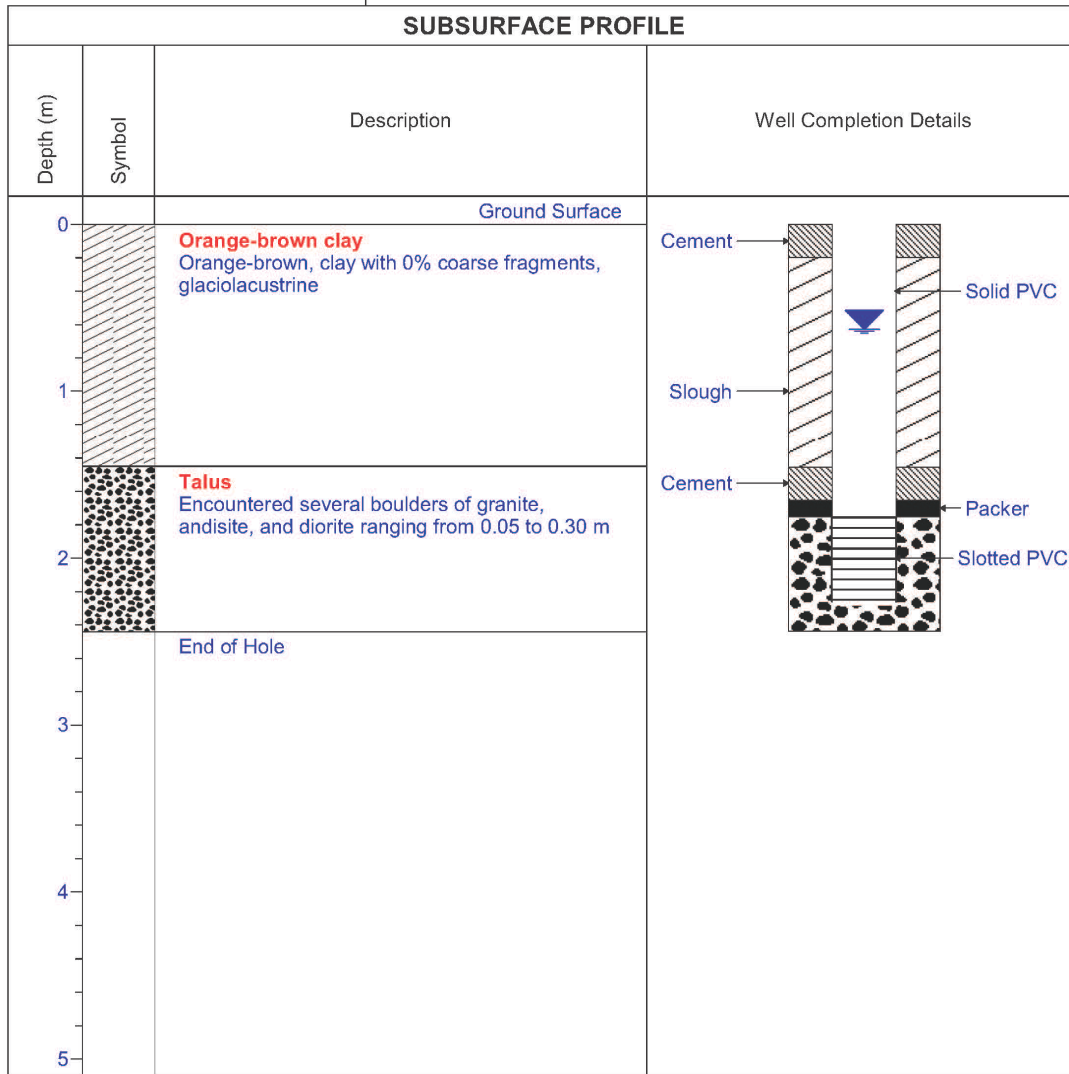 SUBSURFACE PROFILE
Depth (m)
Symbol
Description
Well Completion Details
Ground Surface
0
Orange-brown clay
Orange-brown, clay with 0% coarse fragments,
glaciolacustrine
Cement
Solid PVC
1
Slough
Talus
Encountered several boulders of granite,
andisite, and diorite ranging from 0.05 to 0.30 m
Cement
Packer
2
Slotted PVC
End of Hole
3
4
5